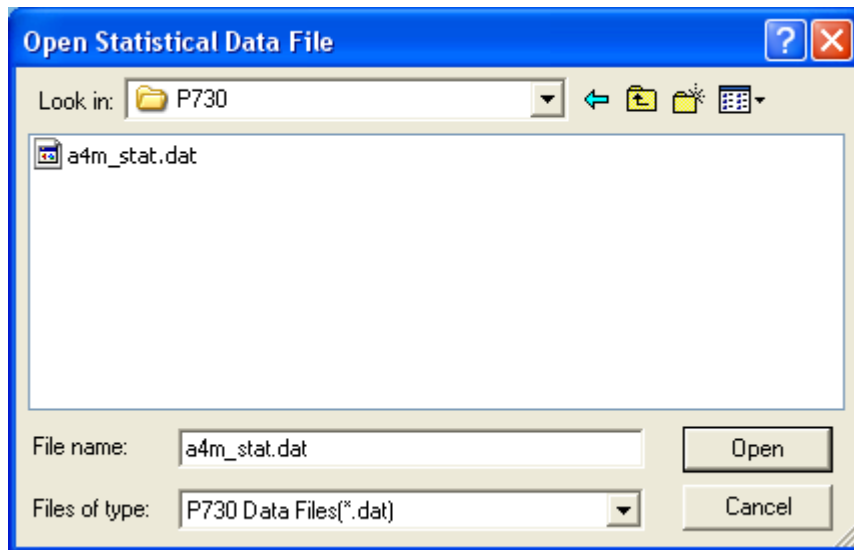 Open Statistical Data File
Look in: P730
a4m_stat.dat
File name: a4m_stat.dat Open
Files of type: P730 Data Files(*.dat) Cancel